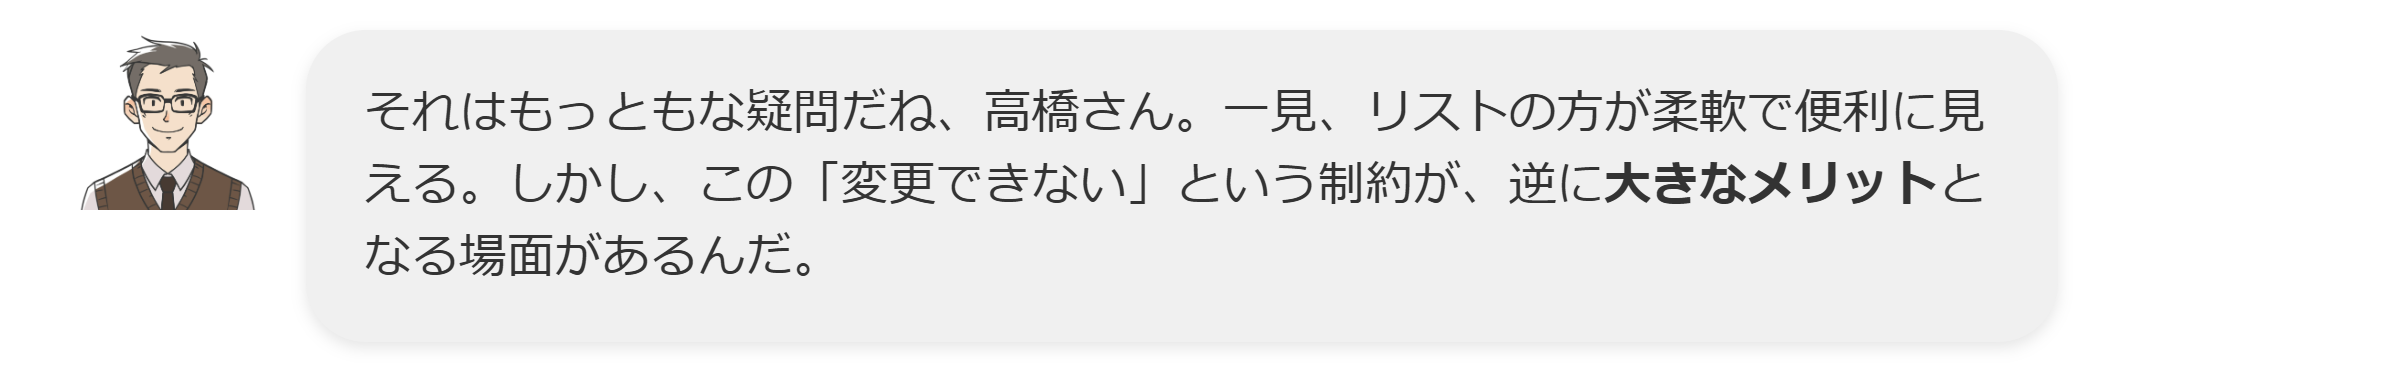 それはもっともな疑問だね、高橋さん。一見、リストの方が柔軟で便利に見
える。しかし、この「変更できない」という制約が、逆に大きなメリットと
なる場面があるんだ。